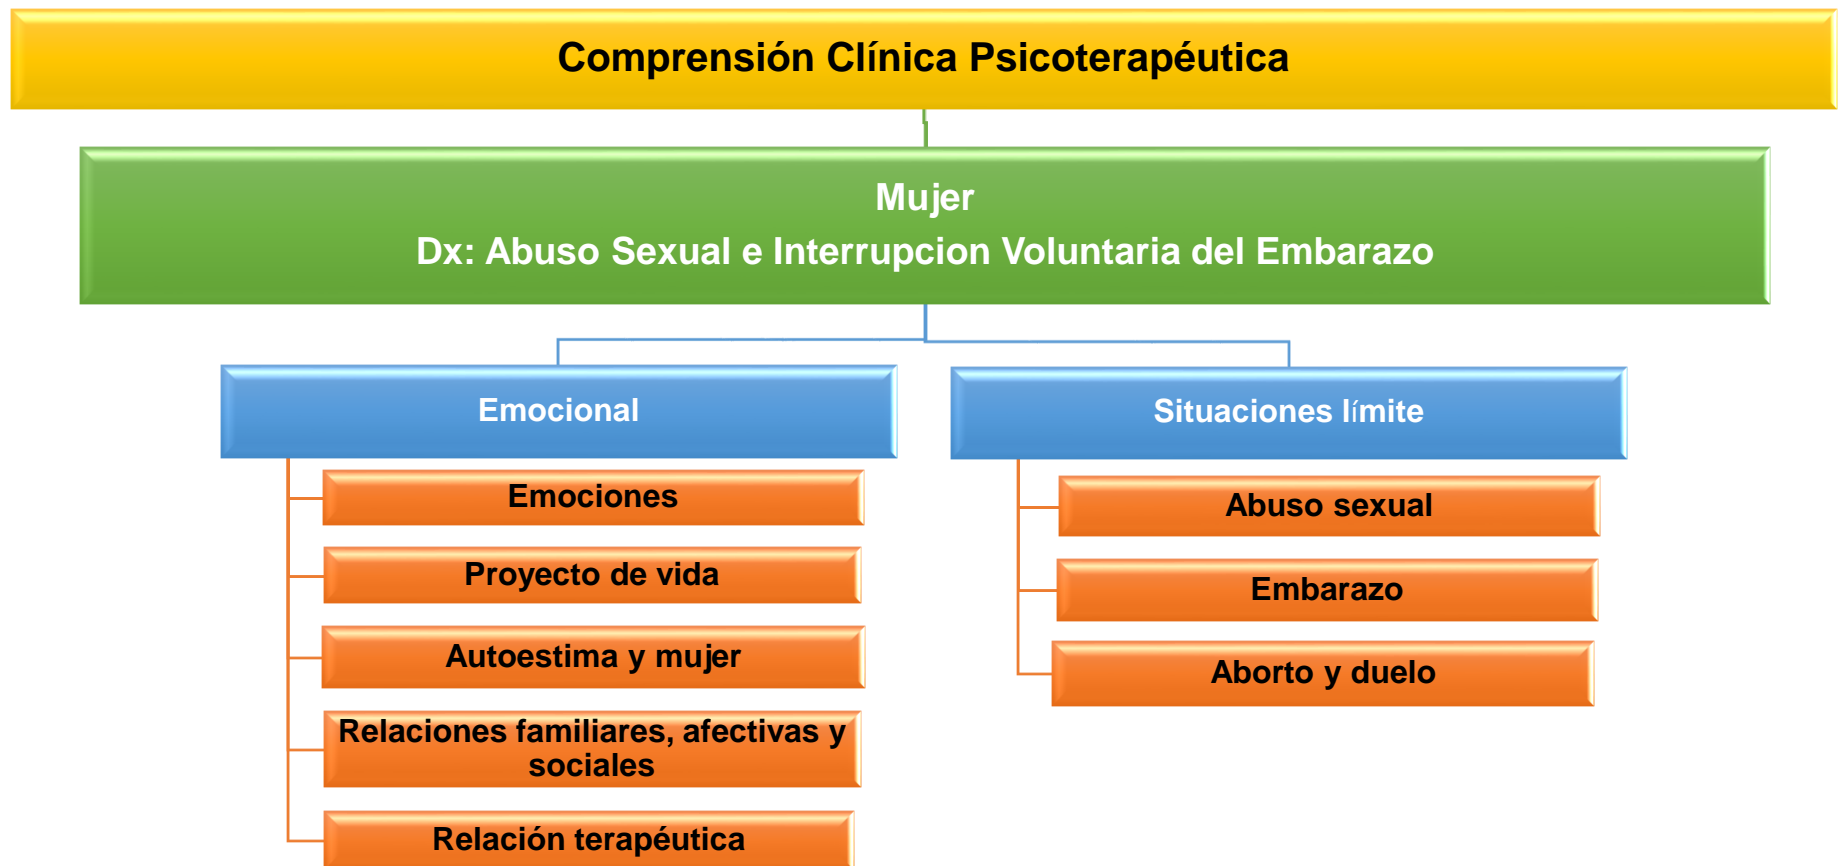 Comprensión Clínica Psicoterapéutica
Mujer
Dx: Abuso Sexual e Interrupcion Voluntaria del Embarazo
Emocional
Emociones
Proyecto de vida
Autoestima y mujer
Relaciones familiares, afectivas y
sociales
Relación terapéutica
Situaciones límite
Abuso sexual
Embarazo
Aborto y duelo